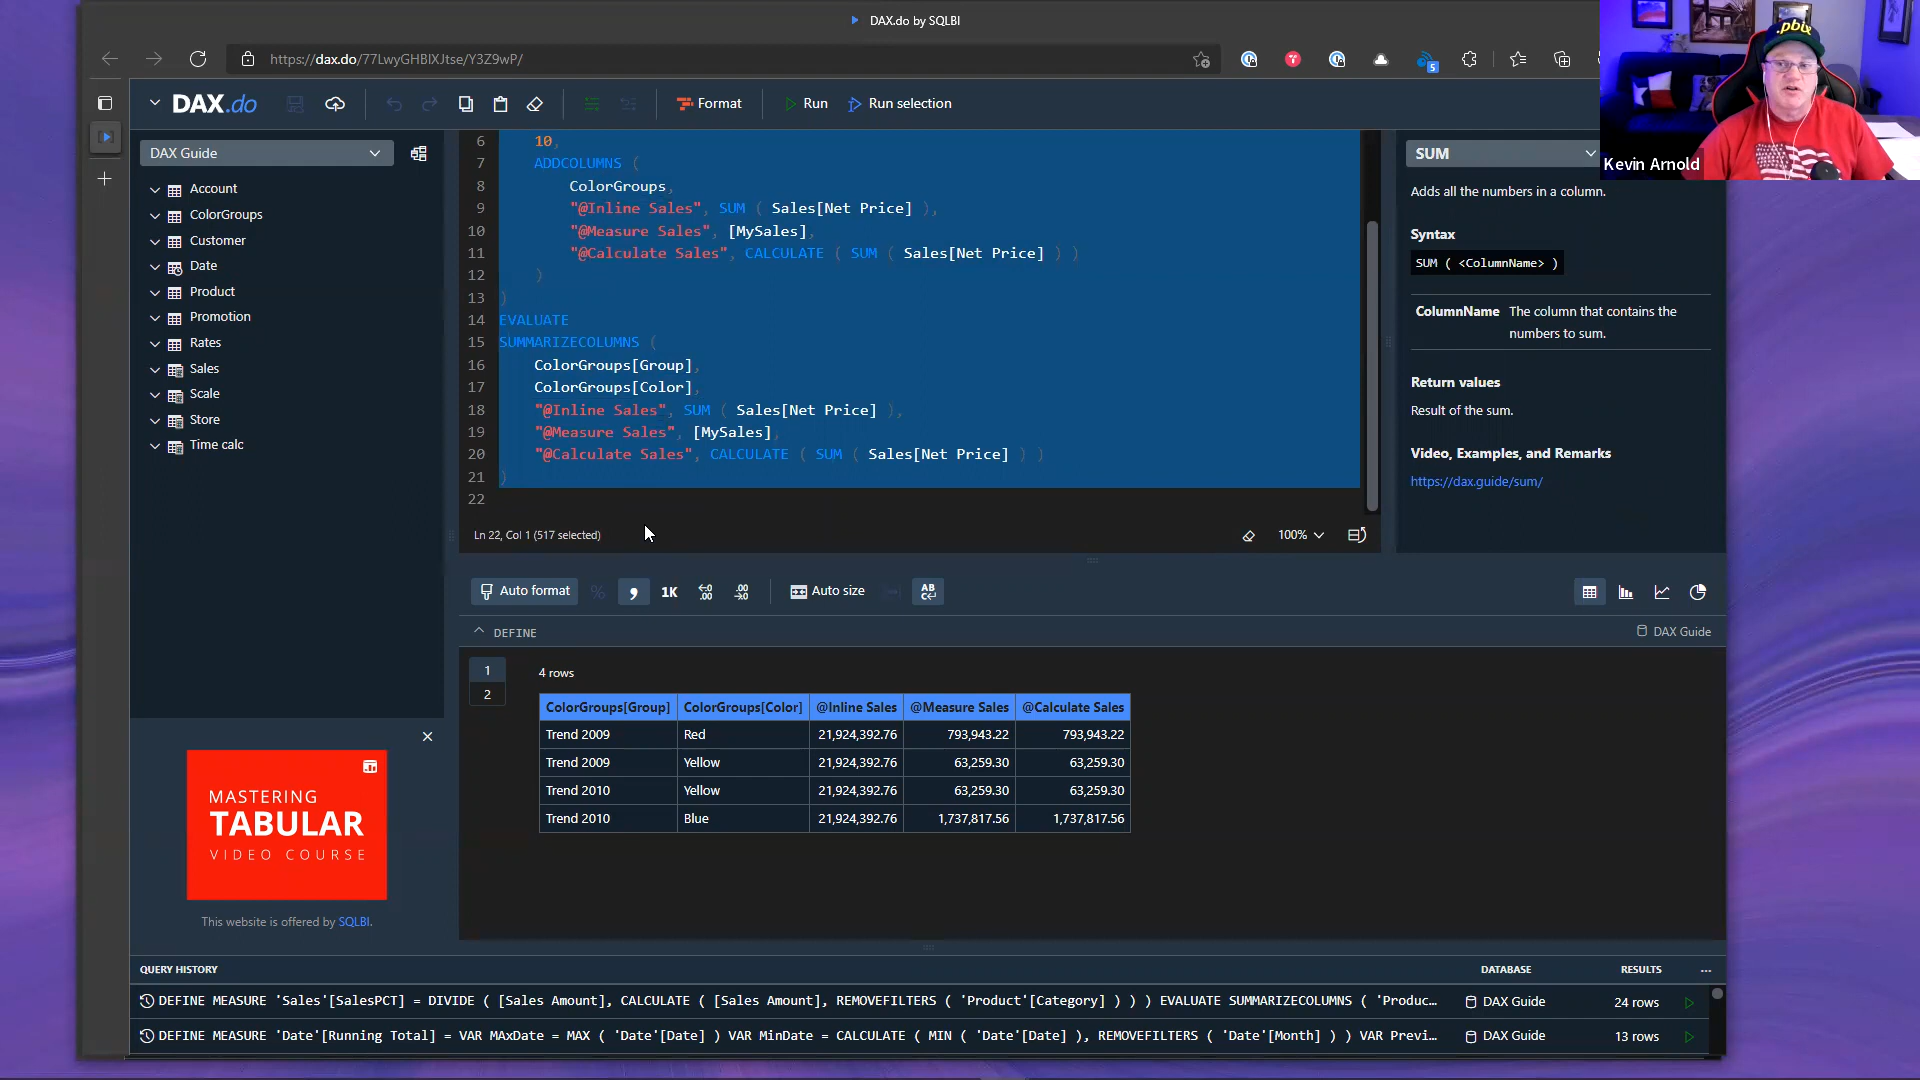 DAX.do by SQLBI
https://dax.do/77LwyGHBIXJtse/Y3Z9wP/
5
.pbix
Kevin Arnold
DAX.do
Format
Run
Run selection
DAX Guide
Account
ColorGroups
Customer
Date
Product
Promotion
Rates
Sales
Scale
Store
Time calc
6 10,
7 ADDCOLUMNS (
8 ColorGroups,
9 "@Inline Sales", SUM ( Sales[Net Price] ),
10 "@Measure Sales", [MySales],
11 "@Calculate Sales", CALCULATE ( SUM ( Sales[Net Price] ) )
12 )
13 )
14 EVALUATE
15 SUMMARIZECOLUMNS (
16 ColorGroups[Group],
17 ColorGroups[Color],
18 "@Inline Sales", SUM ( Sales[Net Price] ),
19 "@Measure Sales", [MySales],
20 "@Calculate Sales", CALCULATE ( SUM ( Sales[Net Price] ) )
21 )
22
Ln 22, Col 1 (517 selected)
100%
SUM
Adds all the numbers in a column.
Syntax
SUM ( <ColumnName> )
ColumnName The column that contains the
numbers to sum.
Return values
Result of the sum.
Video, Examples, and Remarks
https://dax.guide/sum/
Auto format % , 1K .00 .00 Auto size AB C
DEFINE
DAX Guide
1
2
4 rows
ColorGroups[Group] ColorGroups[Color] @Inline Sales @Measure Sales @Calculate Sales
Trend 2009 Red 21,924,392.76 793,943.22 793,943.22
Trend 2009 Yellow 21,924,392.76 63,259.30 63,259.30
Trend 2010 Yellow 21,924,392.76 63,259.30 63,259.30
Trend 2010 Blue 21,924,392.76 1,737,817.56 1,737,817.56
MASTERING
TABULAR
VIDEO COURSE
This website is offered by SQLBI.
QUERY HISTORY DATABASE RESULTS ...
DEFINE MEASURE 'Sales'[SalesPCT] = DIVIDE ( [Sales Amount], CALCULATE ( [Sales Amount], REMOVEFILTERS ( 'Product'[Category] ) ) ) EVALUATE SUMMARIZECOLUMNS ( 'Produc... DAX Guide 24 rows
DEFINE MEASURE 'Date'[Running Total] = VAR MAxDate = MAX ( 'Date'[Date] ) VAR MinDate = CALCULATE ( MIN ( 'Date'[Date] ), REMOVEFILTERS ( 'Date'[Month] ) ) VAR Previ... DAX Guide 13 rows